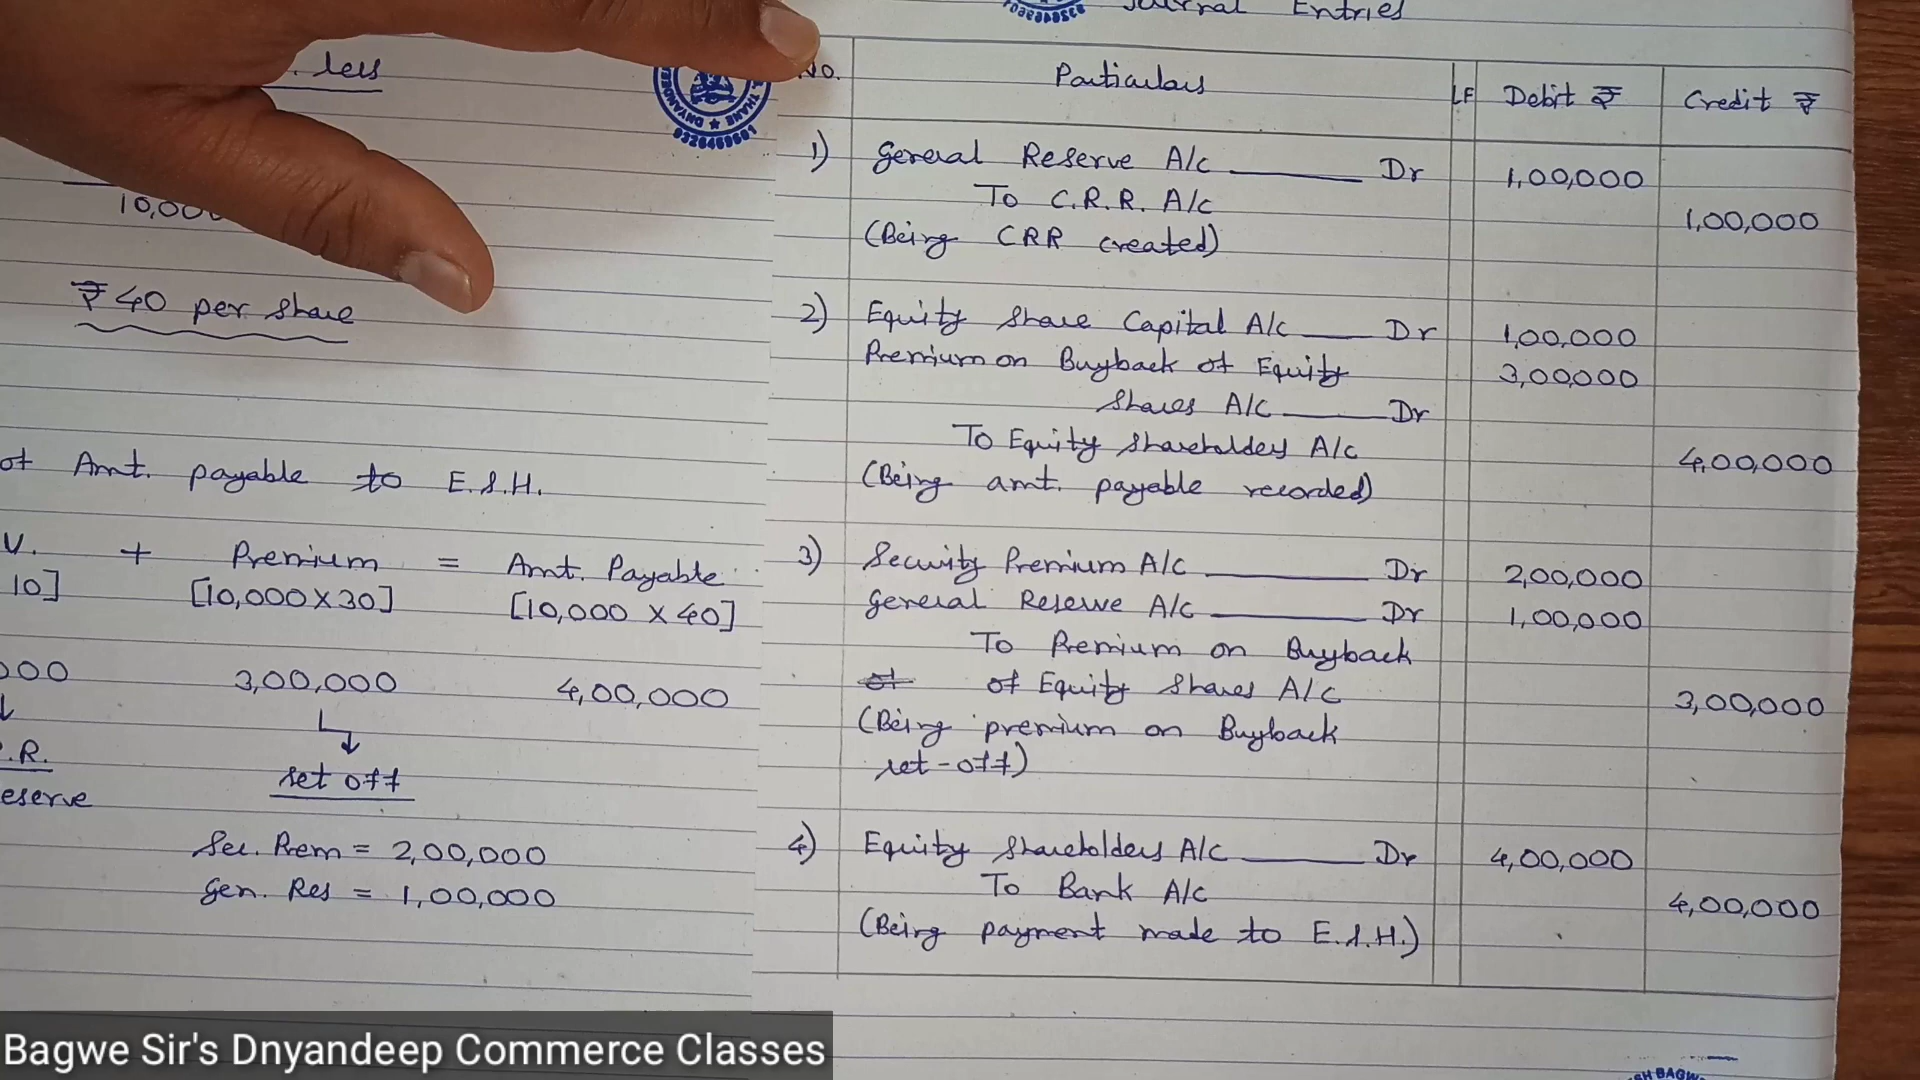 less
10,000
₹40 per share
of Amt. payable to E.S.H.
V. + Premium = Amt. Payable
10] [10,000 X 30] [10,000 X 40]
000 3,00,000 4,00,000
.R. set off
eserve
Sec. Prem = 2,00,000
Gen. Res = 1,00,000
Journal Entries
No. Particulars LF Debit ₹ Credit ₹
1) General Reserve A/c Dr 1,00,000
To C.R.R. A/c 1,00,000
(Being CRR created)
2) Equity Share Capital A/c Dr 1,00,000
Premium on Buyback of Equity 3,00,000
Shares A/c Dr
To Equity Shareholders A/c 4,00,000
(Being amt. payable recorded)
3) Security Premium A/c Dr 2,00,000
General Reserve A/c Dr 1,00,000
To Premium on Buyback
of of Equity Shares A/c 3,00,000
(Being premium on Buyback
set-off)
4) Equity Shareholders A/c Dr 4,00,000
To Bank A/c 4,00,000
(Being payment made to E.S.H.)
Bagwe Sir's Dnyandeep Commerce Classes